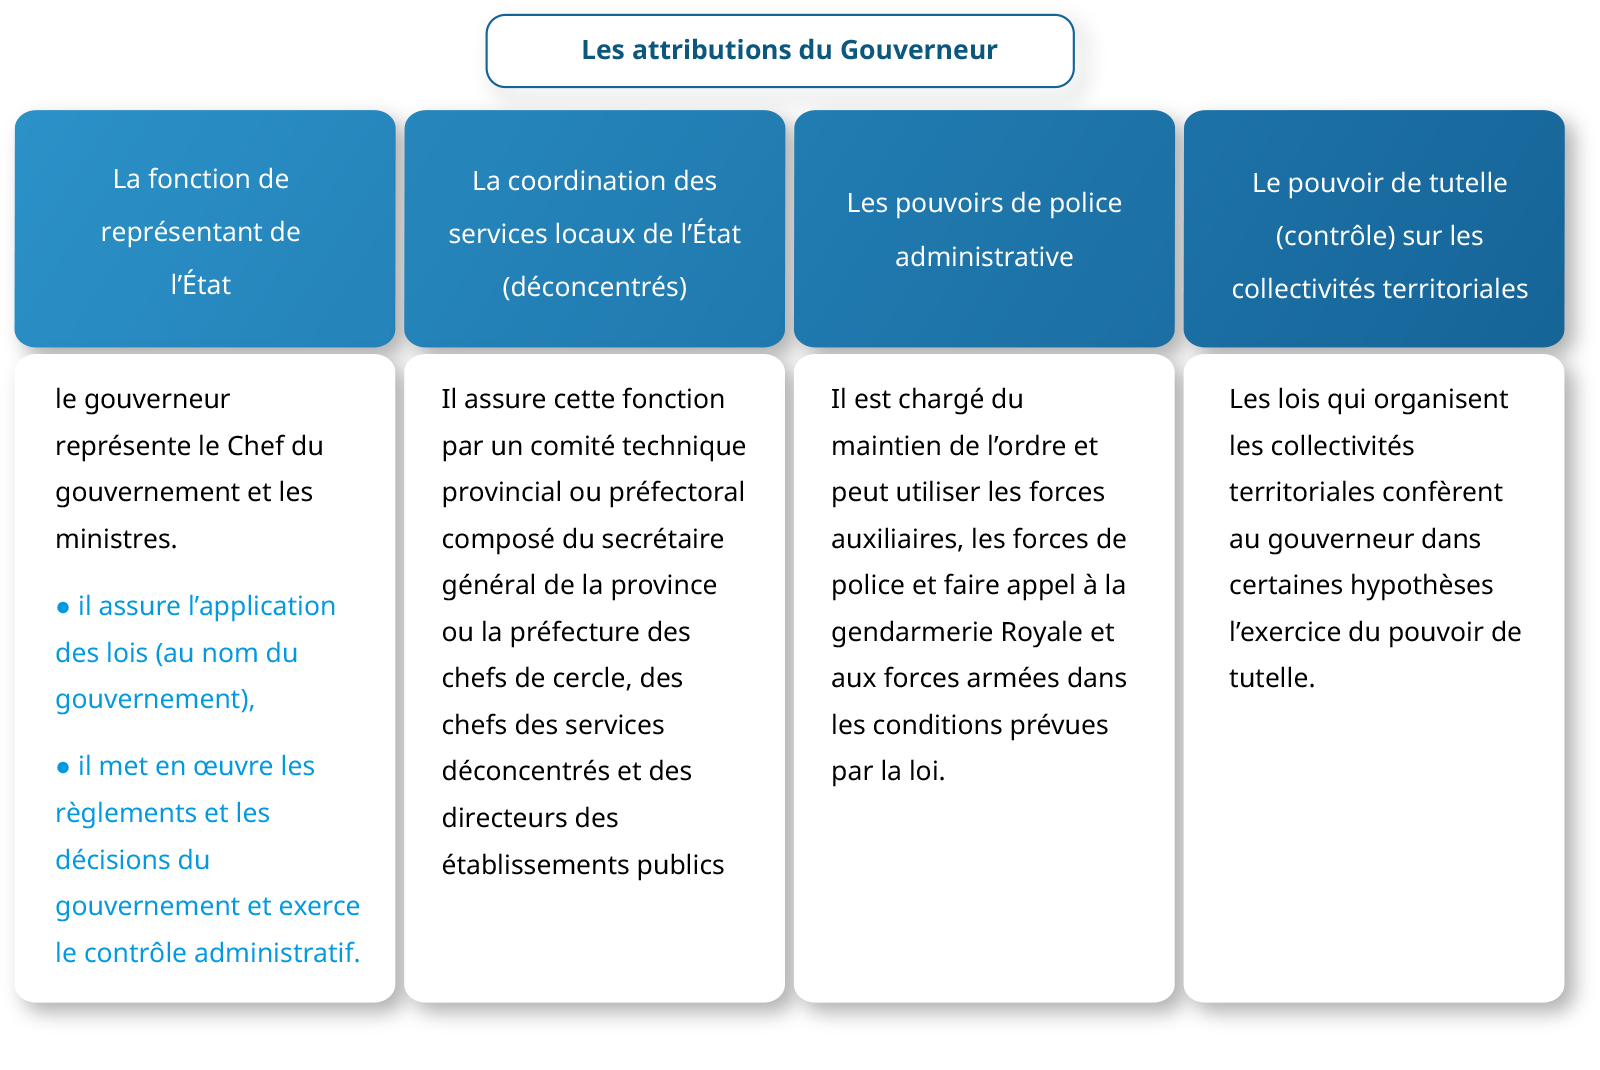 Les attributions du Gouverneur
La fonction de
représentant de
l’État
La coordination des
services locaux de l’État
(déconcentrés)
Les pouvoirs de police
administrative
Le pouvoir de tutelle
(contrôle) sur les
collectivités territoriales
le gouverneur
représente le Chef du
gouvernement et les
ministres.
● il assure l’application
des lois (au nom du
gouvernement),
● il met en œuvre les
règlements et les
décisions du
gouvernement et exerce
le contrôle administratif.
Il assure cette fonction
par un comité technique
provincial ou préfectoral
composé du secrétaire
général de la province
ou la préfecture des
chefs de cercle, des
chefs des services
déconcentrés et des
directeurs des
établissements publics
Il est chargé du
maintien de l’ordre et
peut utiliser les forces
auxiliaires, les forces de
police et faire appel à la
gendarmerie Royale et
aux forces armées dans
les conditions prévues
par la loi.
Les lois qui organisent
les collectivités
territoriales confèrent
au gouverneur dans
certaines hypothèses
l’exercice du pouvoir de
tutelle.